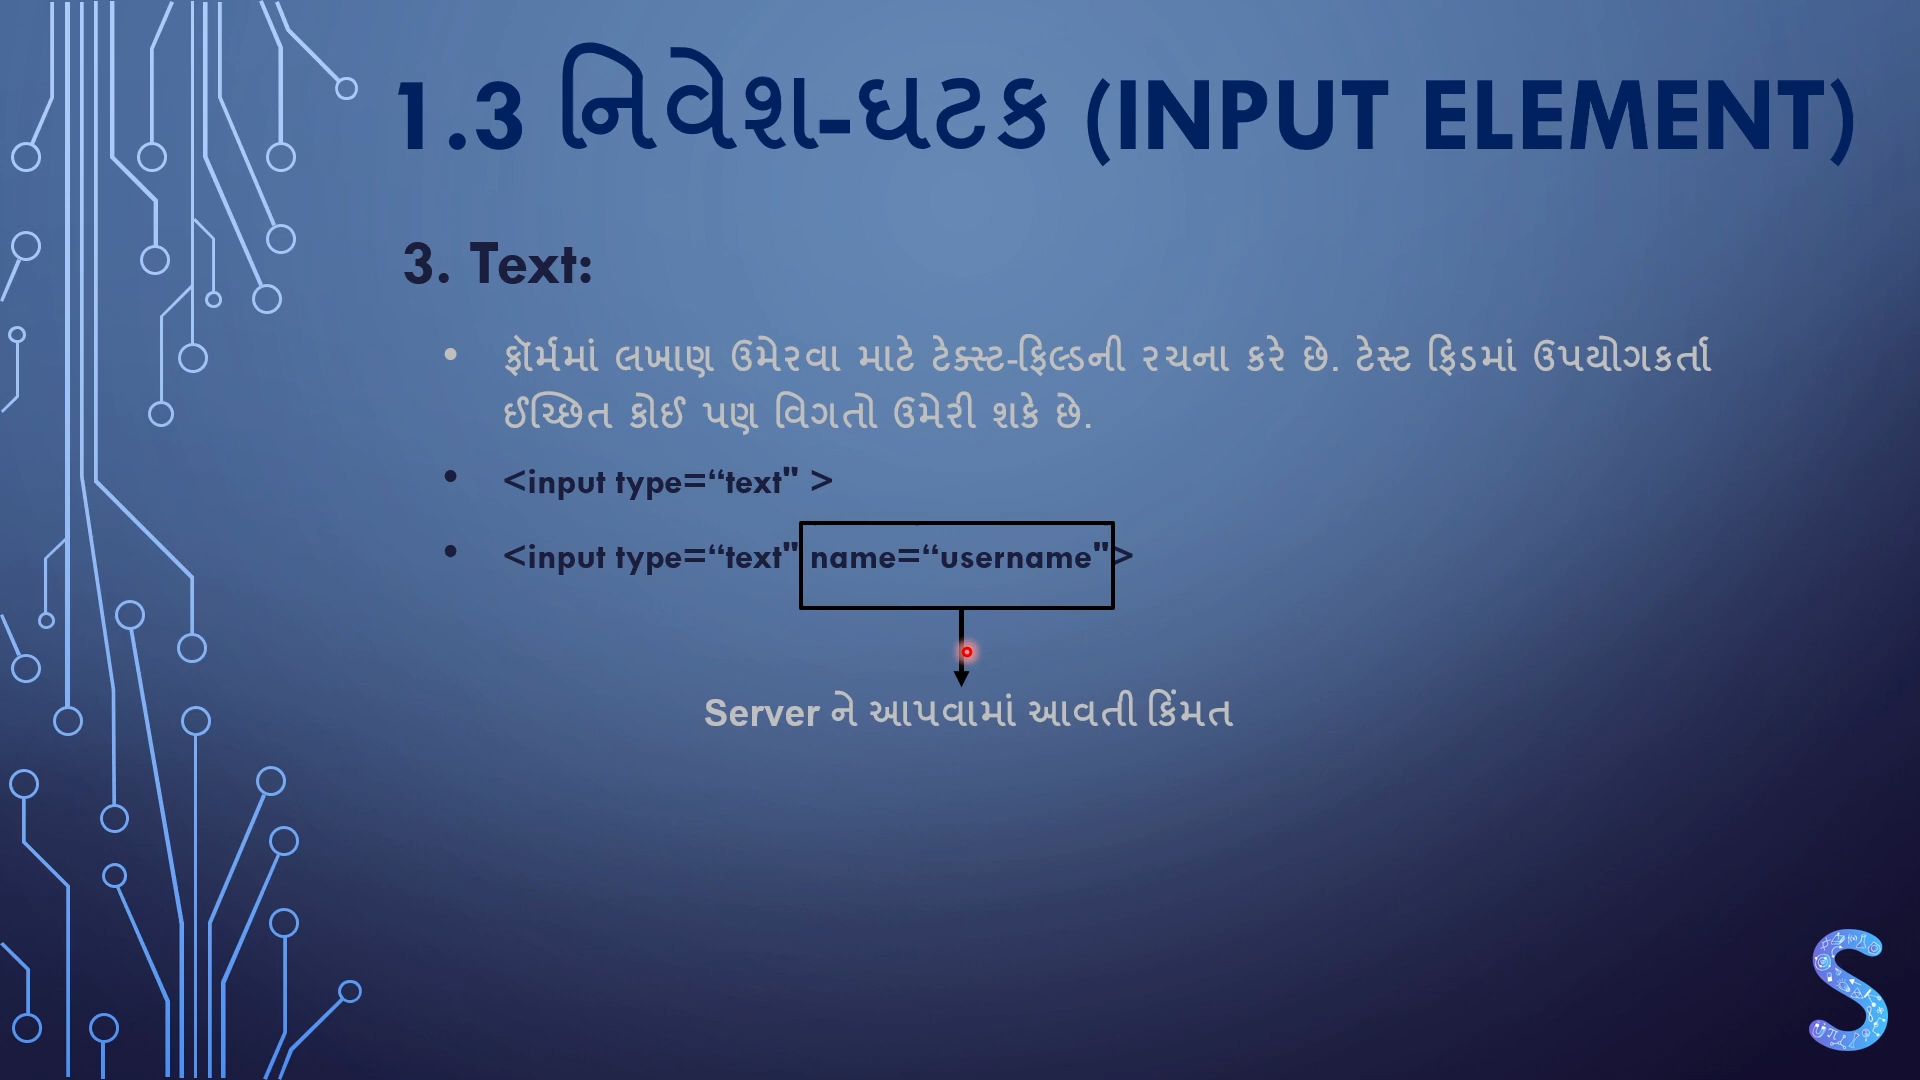 1.3 નિવેશ-ઘટક (INPUT ELEMENT)
3. Text:
• ફૉર્મમાં લખાણ ઉમેરવા માટે ટેક્સ્ટ-ફિલ્ડની રચના કરે છે. ટેસ્ટ ફિડમાં ઉપયોગકર્તા
ઈચ્છિત કોઈ પણ વિગતો ઉમેરી શકે છે.
• <input type=“text" >
• <input type=“text" name=“username">
Server ને આપવામાં આવતી કિંમત
S